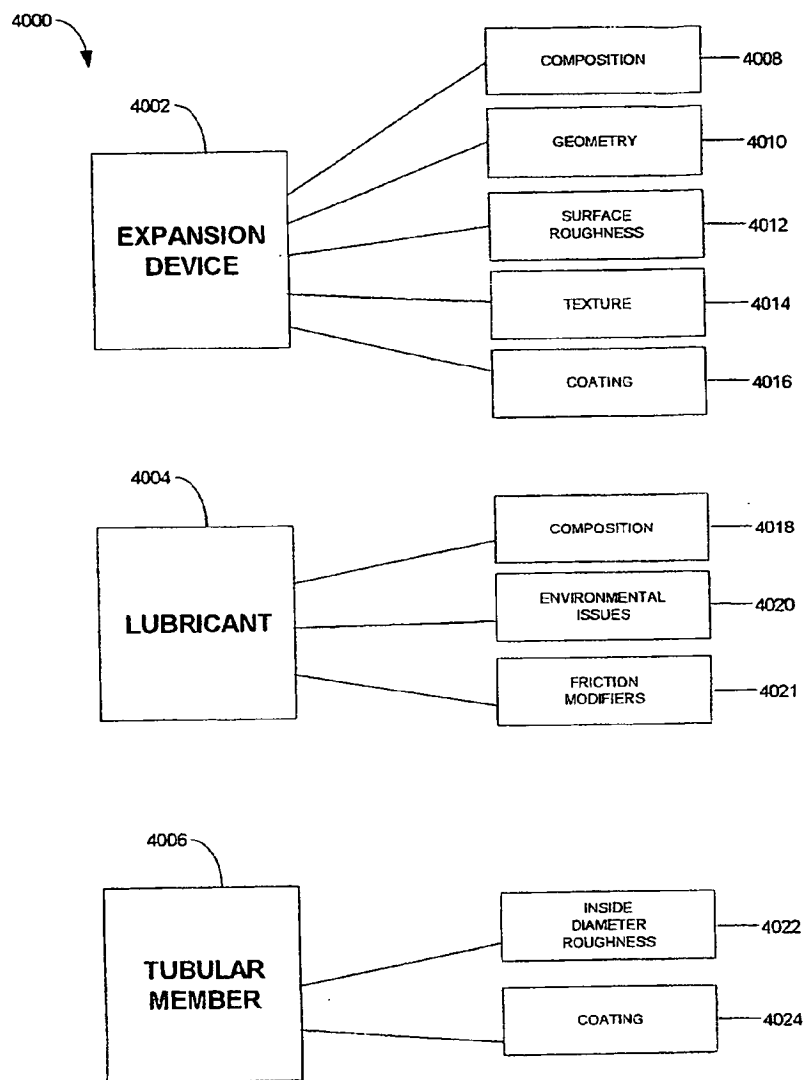 4000
4002
EXPANSION
DEVICE
COMPOSITION
4008
GEOMETRY
4010
SURFACE
ROUGHNESS
4012
TEXTURE
4014
COATING
4016
4004
LUBRICANT
COMPOSITION
4018
ENVIRONMENTAL
ISSUES
4020
FRICTION
MODIFIERS
4021
4006
TUBULAR
MEMBER
INSIDE
DIAMETER
ROUGHNESS
4022
COATING
4024